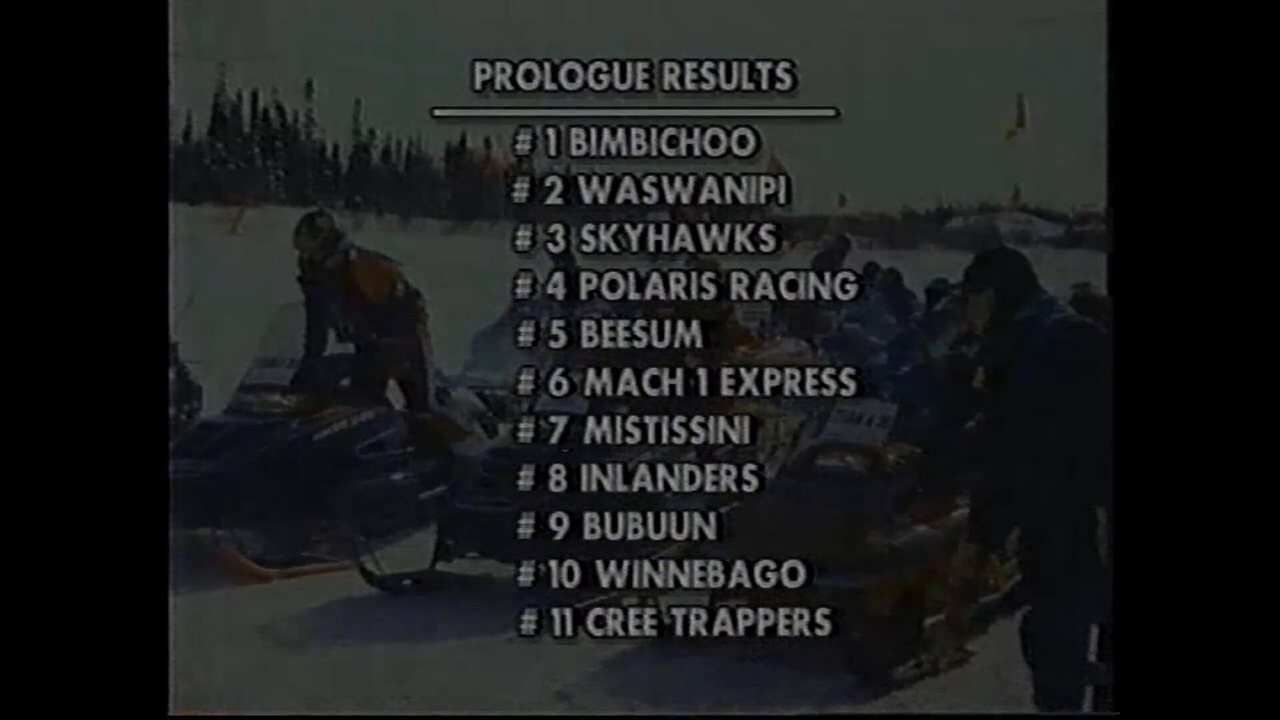 PROLOGUE RESULTS
# 1 BIMBICHOO
# 2 WASWANIPI
# 3 SKYHAWKS
# 4 POLARIS RACING
# 5 BEESUM
# 6 MACH 1 EXPRESS
# 7 MISTISSINI
# 8 INLANDERS
# 9 BUBUUN
# 10 WINNEBAGO
# 11 CREE TRAPPERS